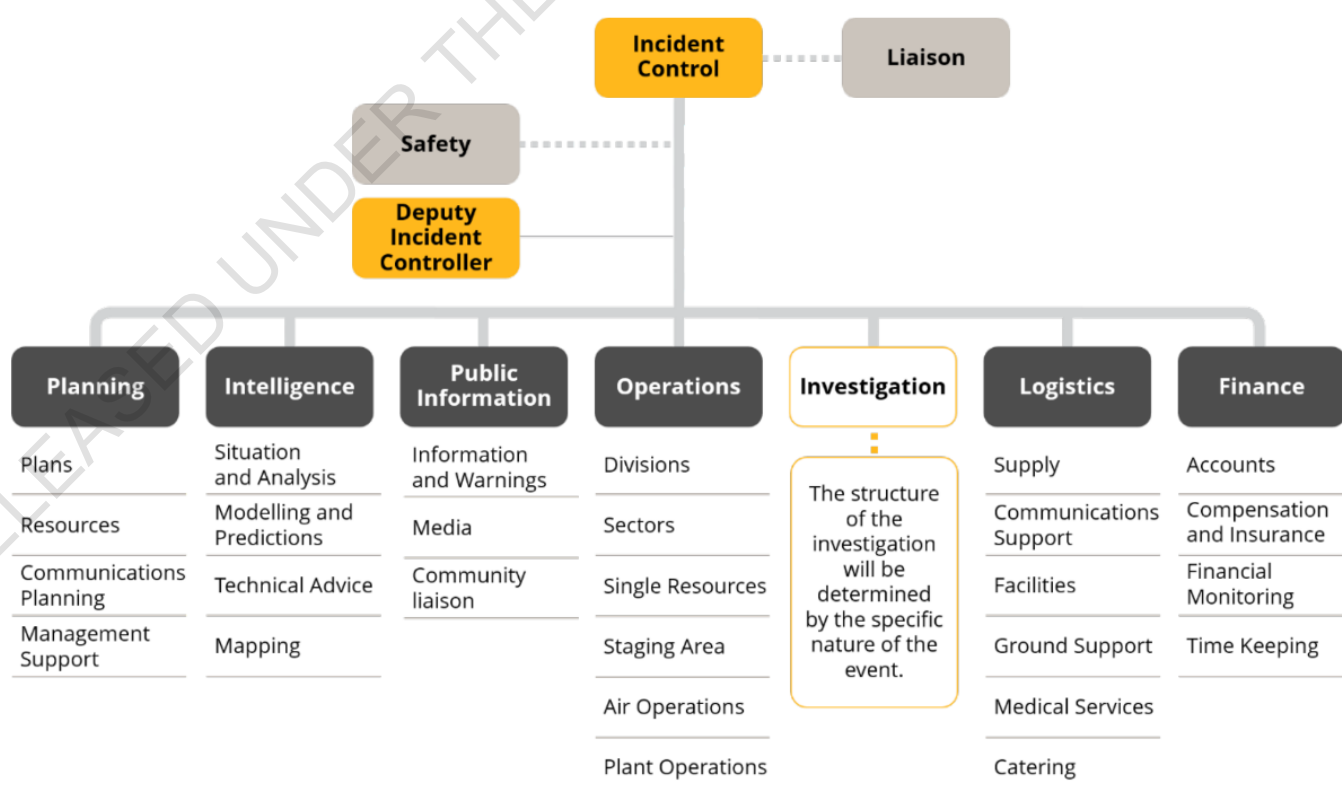 RELEASED UNDER THE
Incident
Control
Liaison
Safety
Deputy
Incident
Controller
Planning
Plans
Resources
Communications
Planning
Management
Support
Intelligence
Situation
and Analysis
Modelling and
Predictions
Technical Advice
Mapping
Public
Information
Information
and Warnings
Media
Community
liaison
Operations
Divisions
Sectors
Single Resources
Staging Area
Air Operations
Plant Operations
Investigation
The structure
of the
investigation
will be
determined
by the specific
nature of the
event.
Logistics
Supply
Communications
Support
Facilities
Ground Support
Medical Services
Catering
Finance
Accounts
Compensation
and Insurance
Financial
Monitoring
Time Keeping